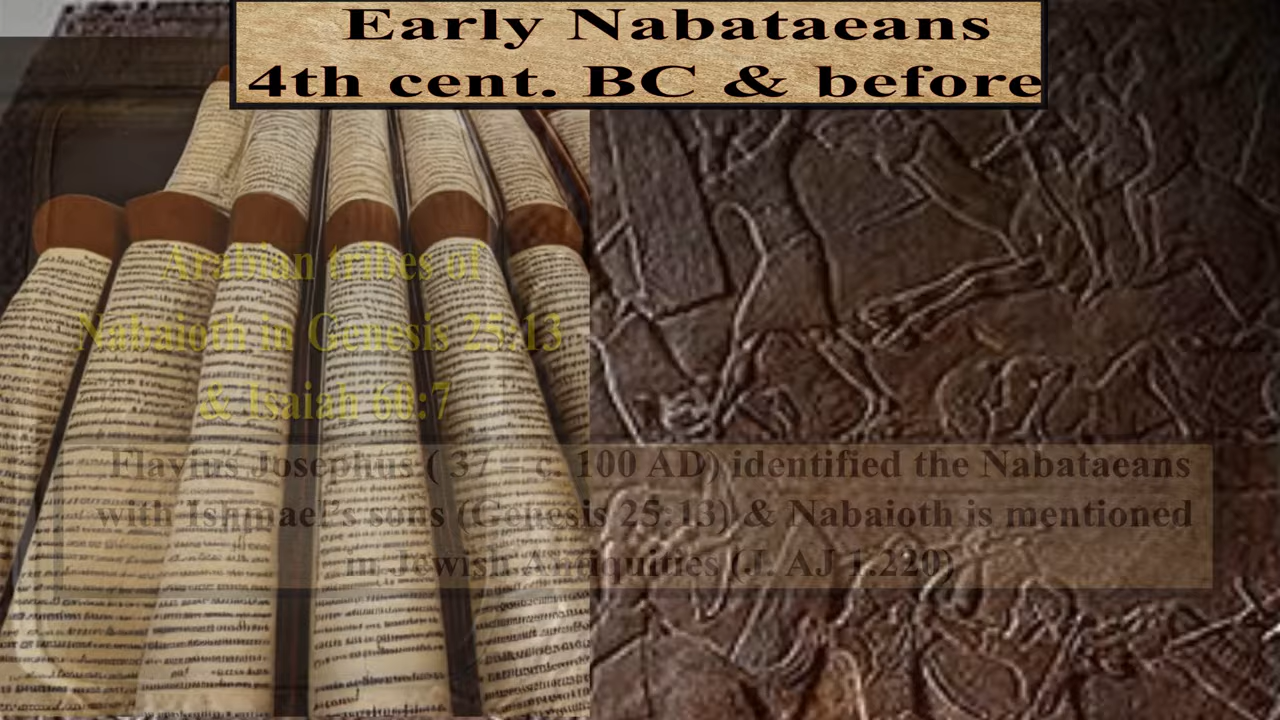 Early Nabataeans
4th cent. BC & before
Arabian tribes of
Nabaioth in Genesis 25:13
& Isaiah 60:7
Flavius Josephus ( 37 – c. 100 AD) identified the Nabataeans
with Ishmael's sons (Genesis 25:13) & Nabaioth is mentioned
in Jewish Antiquities (J. AJ 1.220)